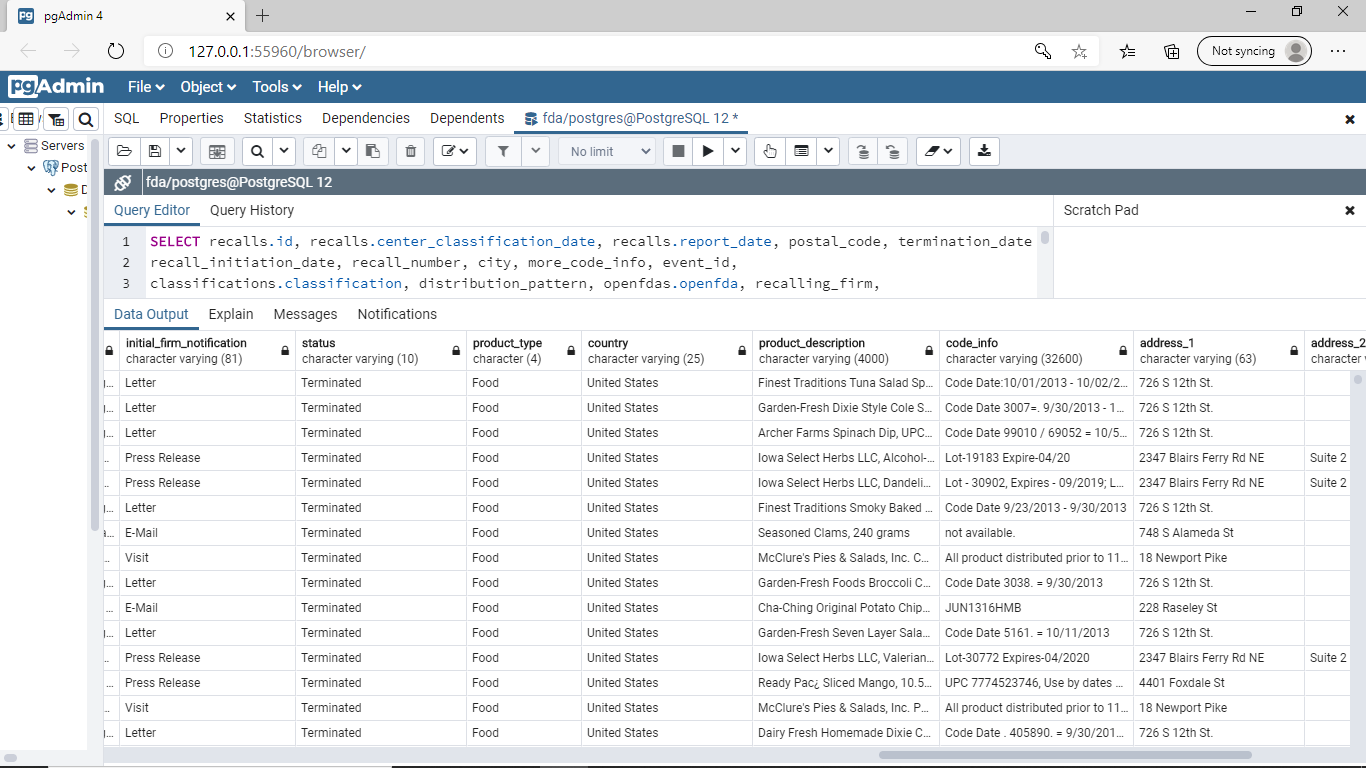 pgAdmin 4
127.0.0.1:55960/browser/
Not syncing
pgAdmin File Object Tools Help
SQL Properties Statistics Dependencies Dependents fda/postgres@PostgreSQL 12 *
Servers
Post
No limit
fda/postgres@PostgreSQL 12
Query Editor Query History
Scratch Pad
1 SELECT recalls.id, recalls.center_classification_date, recalls.report_date, postal_code, termination_date
2 recall_initiation_date, recall_number, city, more_code_info, event_id,
3 classifications.classification, distribution_pattern, openfdas.openfda, recalling_firm,
Data Output Explain Messages Notifications
initial_firm_notification status product_type country product_description code_info address_1 address_2
character varying (81) character varying (10) character (4) character varying (25) character varying (4000) character varying (32600) character varying (63) character v
Letter Terminated Food United States Finest Traditions Tuna Salad Sp... Code Date:10/01/2013 - 10/02/2... 726 S 12th St.
Letter Terminated Food United States Garden-Fresh Dixie Style Cole S... Code Date 3007=. 9/30/2013 - 1... 726 S 12th St.
Letter Terminated Food United States Archer Farms Spinach Dip, UPC... Code Date 99010 / 69052 = 10/5... 726 S 12th St.
Press Release Terminated Food United States Iowa Select Herbs LLC, Alcohol-... Lot-19183 Expire-04/20 2347 Blairs Ferry Rd NE Suite 2
Press Release Terminated Food United States Iowa Select Herbs LLC, Dandeli... Lot - 30902, Expires - 09/2019; L... 2347 Blairs Ferry Rd NE Suite 2
Letter Terminated Food United States Finest Traditions Smoky Baked ... Code Date 9/23/2013 - 9/30/2013 726 S 12th St.
E-Mail Terminated Food United States Seasoned Clams, 240 grams not available. 748 S Alameda St
Visit Terminated Food United States McClure's Pies & Salads, Inc. C... All product distributed prior to 11... 18 Newport Pike
Letter Terminated Food United States Garden-Fresh Foods Broccoli C... Code Date 3038. = 9/30/2013 726 S 12th St.
E-Mail Terminated Food United States Cha-Ching Original Potato Chip... JUN1316HMB 228 Raseley St
Letter Terminated Food United States Garden-Fresh Seven Layer Sala... Code Date 5161. = 10/11/2013 726 S 12th St.
Press Release Terminated Food United States Iowa Select Herbs LLC, Valerian... Lot-30772 Expires-04/2020 2347 Blairs Ferry Rd NE Suite 2
Press Release Terminated Food United States Ready Pac¿ Sliced Mango, 10.5... UPC 7774523746, Use by dates ... 4401 Foxdale St
Visit Terminated Food United States McClure's Pies & Salads, Inc. P... All product distributed prior to 11... 18 Newport Pike
Letter Terminated Food United States Dairy Fresh Homemade Dixie C... Code Date . 405890. = 9/30/201... 726 S 12th St.